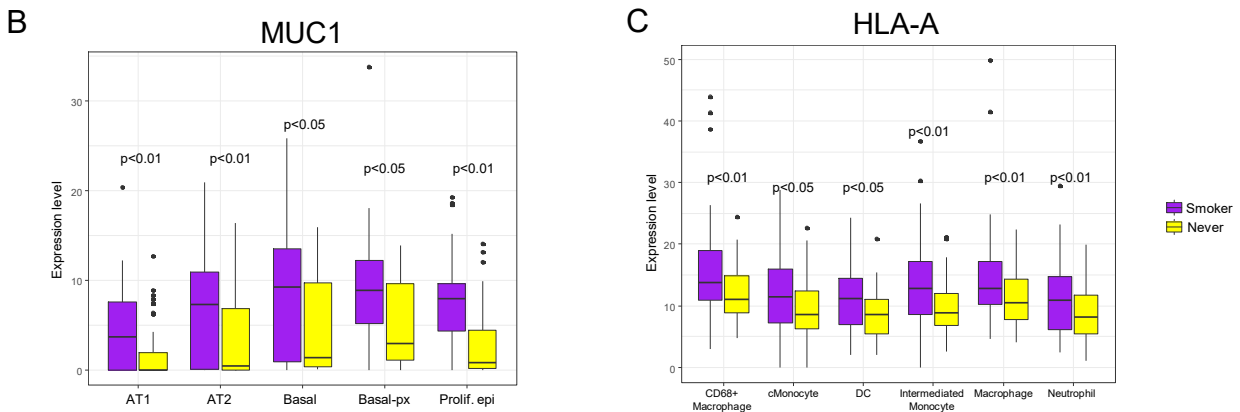 B
MUC1
Expression level
30
20
10
0
p<0.01
p<0.01
p<0.05
p<0.05
p<0.01
AT1
AT2
Basal
Basal-px
Prolif. epi
C
HLA-A
Expression level
50
40
30
20
10
0
p<0.01
p<0.05
p<0.05
p<0.01
p<0.01
p<0.01
CD68+
Macrophage
cMonocyte
DC
Intermediated
Monocyte
Macrophage
Neutrophil
Smoker
Never